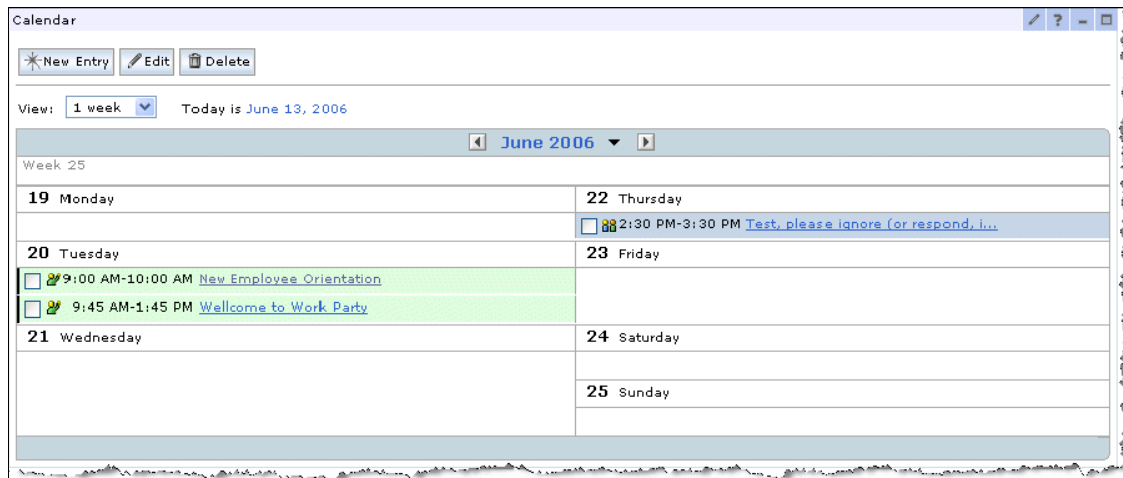 Calendar
New Entry Edit Delete
View: 1 week Today is June 13, 2006
June 2006
Week 25
19 Monday
20 Tuesday
9:00 AM-10:00 AM New Employee Orientation
9:45 AM-1:45 PM Wellcome to Work Party
21 Wednesday
22 Thursday
2:30 PM-3:30 PM Test, please ignore (or respond, i...
23 Friday
24 Saturday
25 Sunday